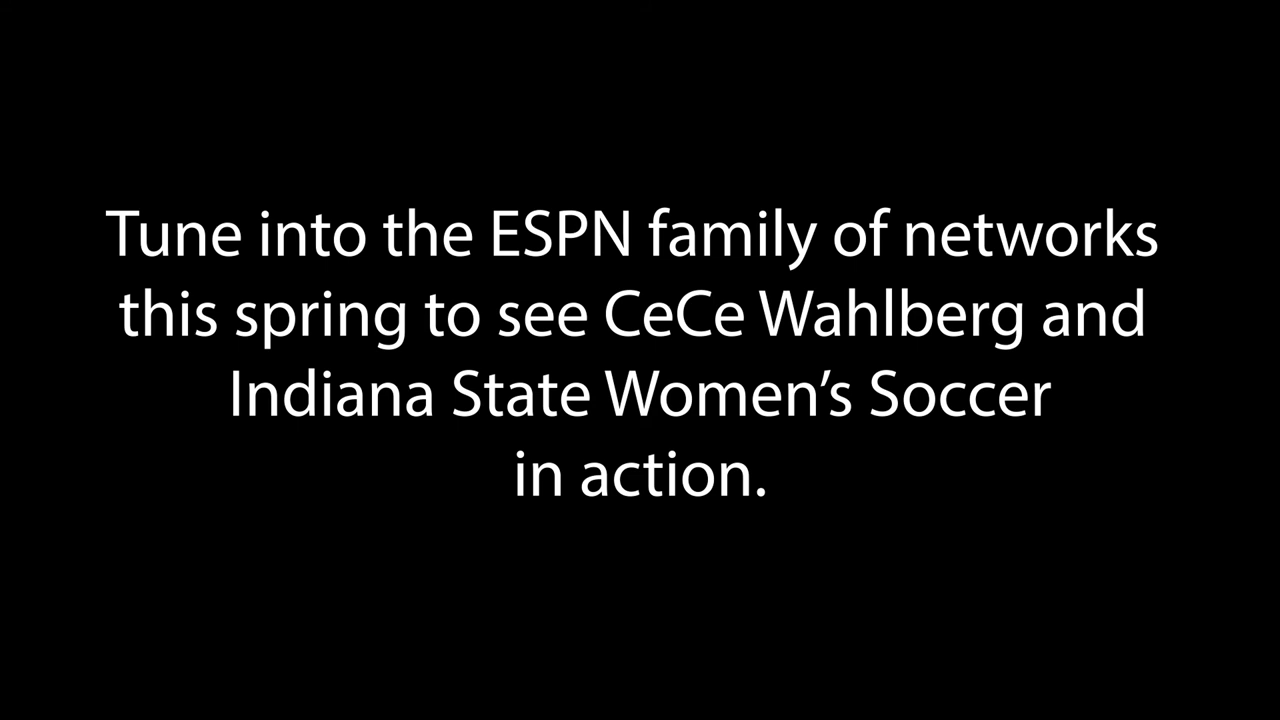 Tune into the ESPN family of networks
this spring to see CeCe Wahlberg and
Indiana State Women’s Soccer
in action.